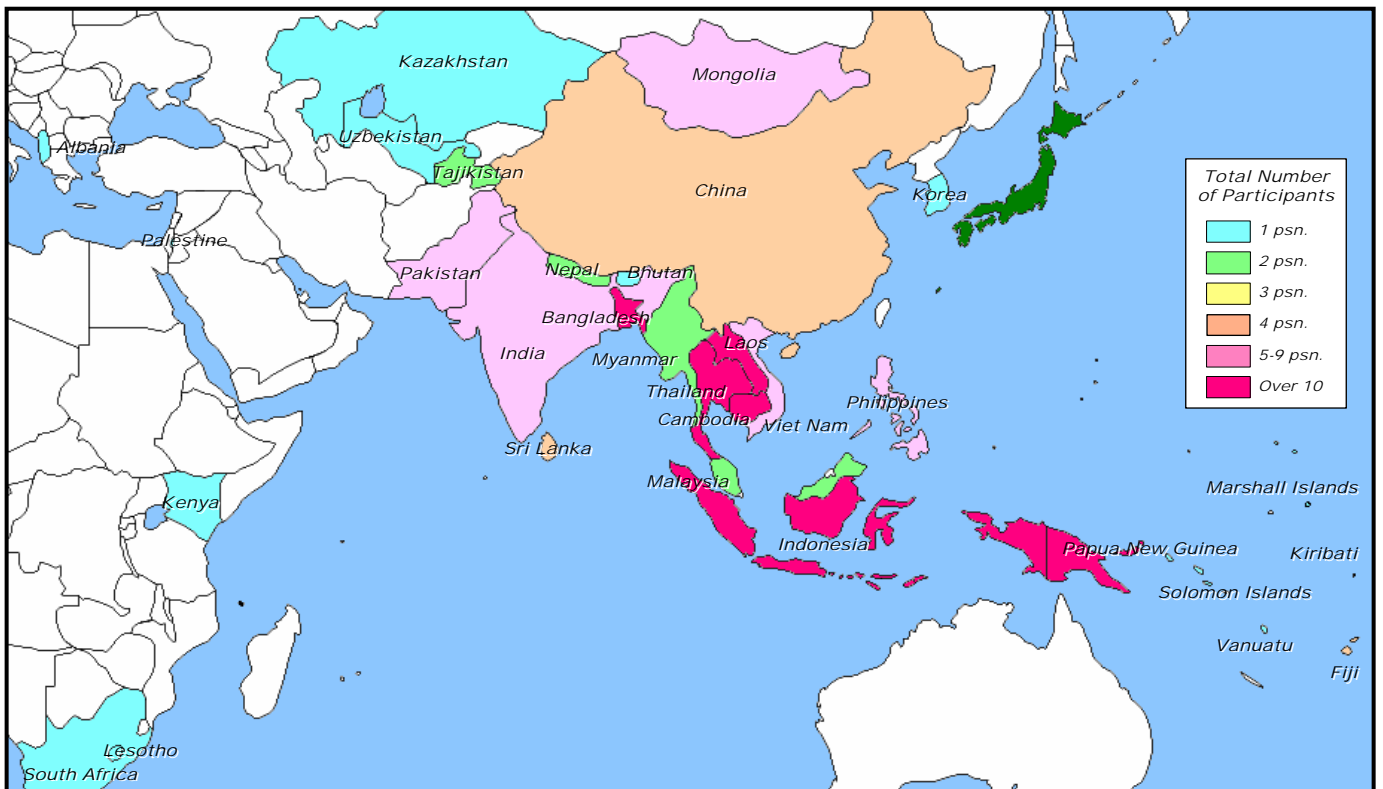 Kazakhstan
Mongolia
Uzbekistan
Albania
Tajikistan
China
Korea
Total Number
of Participants
1 psn.
2 psn.
3 psn.
4 psn.
5-9 psn.
Over 10
Palestine
Pakistan
Nepal
Bhutan
Bangladesh
India
Myanmar
Laos
Thailand
Cambodia
Viet Nam
Philippines
Sri Lanka
Malaysia
Kenya
Indonesia
Marshall Islands
Papua New Guinea
Kiribati
Solomon Islands
Vanuatu
Fiji
Lesotho
South Africa